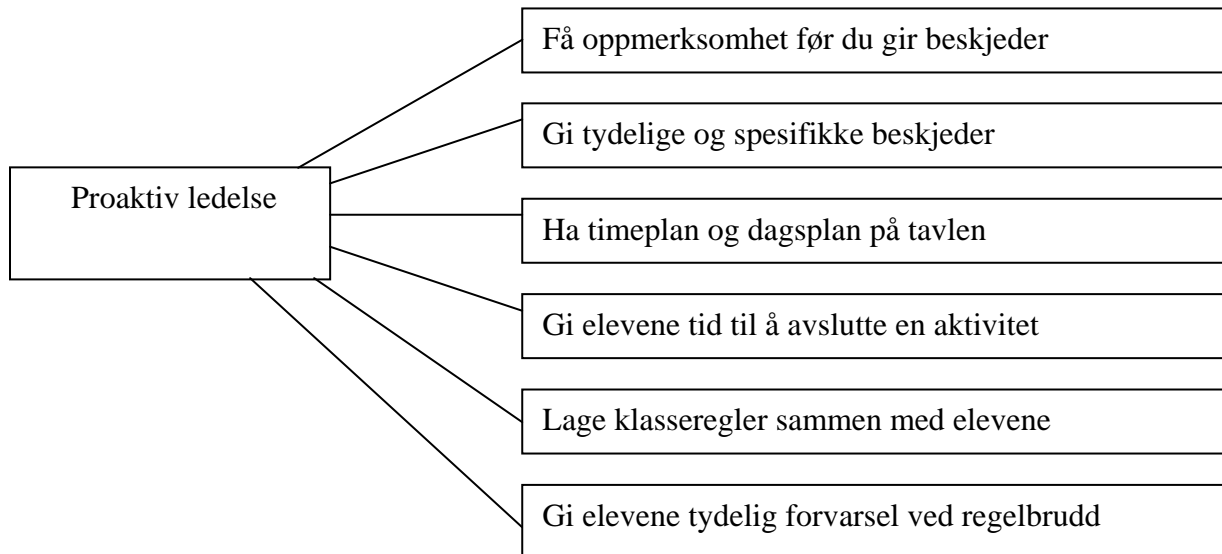 Proaktiv ledelse
Få oppmerksomhet før du gir beskjeder
Gi tydelige og spesifikke beskjeder
Ha timeplan og dagsplan på tavlen
Gi elevene tid til å avslutte en aktivitet
Lage klasseregler sammen med elevene
Gi elevene tydelig forvarsel ved regelbrudd